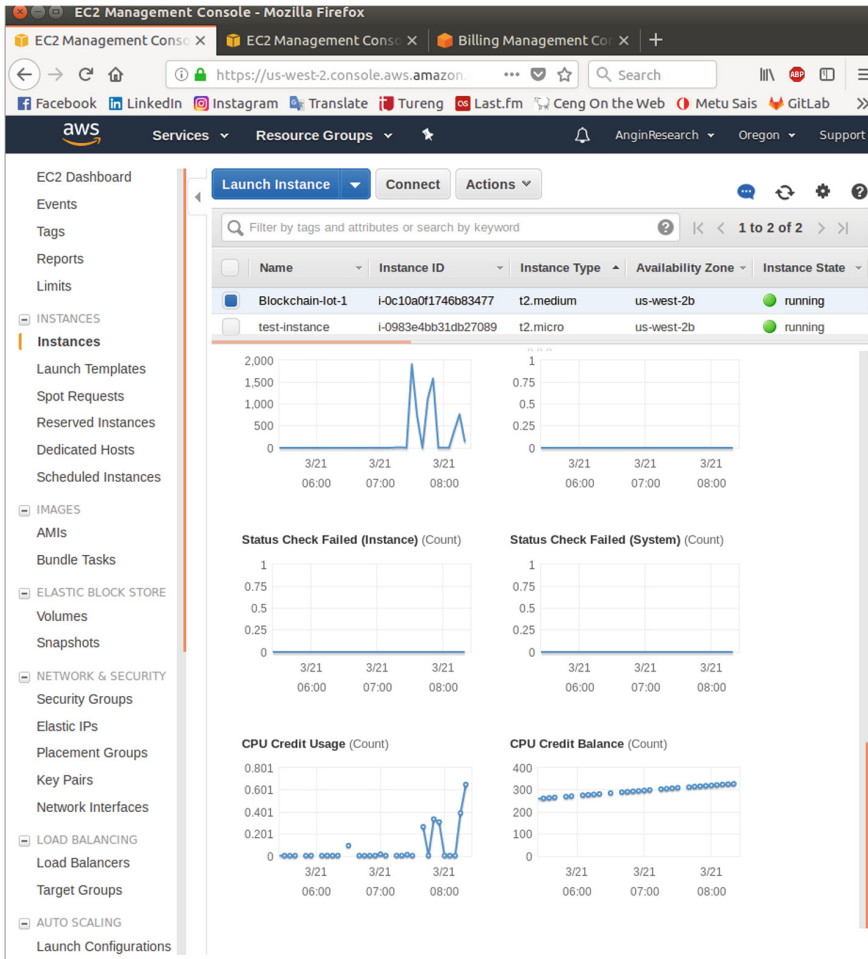 EC2 Management Console - Mozilla Firefox
EC2 Management Conso
EC2 Management Conso
Billing Management Con
https://us-west-2.console.aws.amazon.
Search
ABP
Facebook
LinkedIn
Instagram
Translate
Tureng
Last.fm
Ceng On the Web
Metu Sais
GitLab
aws
Services
Resource Groups
AnginResearch
Oregon
Support
EC2 Dashboard
Events
Tags
Reports
Limits
INSTANCES
Instances
Launch Templates
Spot Requests
Reserved Instances
Dedicated Hosts
Scheduled Instances
IMAGES
AMIs
Bundle Tasks
ELASTIC BLOCK STORE
Volumes
Snapshots
NETWORK & SECURITY
Security Groups
Elastic IPs
Placement Groups
Key Pairs
Network Interfaces
LOAD BALANCING
Load Balancers
Target Groups
AUTO SCALING
Launch Configurations
Launch Instance
Connect
Actions
Filter by tags and attributes or search by keyword
1 to 2 of 2
Name Instance ID Instance Type Availability Zone Instance State
Blockchain-Iot-1 i-0c10a0f1746b83477 t2.medium us-west-2b running
test-instance i-0983e4bb31db27089 t2.micro us-west-2b running
2,000
1,500
1,000
500
0
3/21 3/21 3/21
06:00 07:00 08:00
1
0.75
0.5
0.25
0
3/21 3/21 3/21
06:00 07:00 08:00
Status Check Failed (Instance) (Count)
1
0.75
0.5
0.25
0
3/21 3/21 3/21
06:00 07:00 08:00
Status Check Failed (System) (Count)
1
0.75
0.5
0.25
0
3/21 3/21 3/21
06:00 07:00 08:00
CPU Credit Usage (Count)
0.801
0.601
0.401
0.201
0
3/21 3/21 3/21
06:00 07:00 08:00
CPU Credit Balance (Count)
400
300
200
100
0
3/21 3/21 3/21
06:00 07:00 08:00